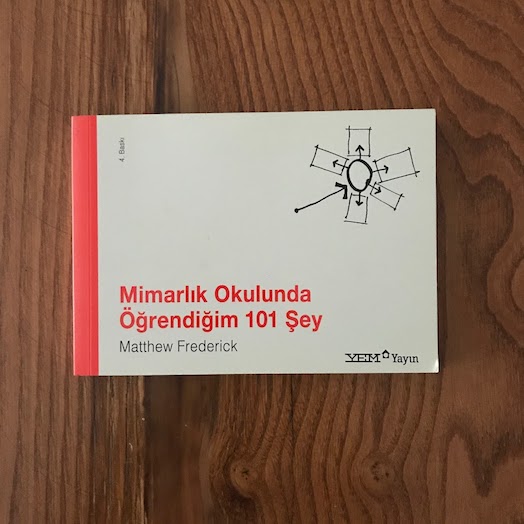 4. Baskı
Mimarlık Okulunda
Öğrendiğim 101 Şey
Matthew Frederick
YEM Yayın